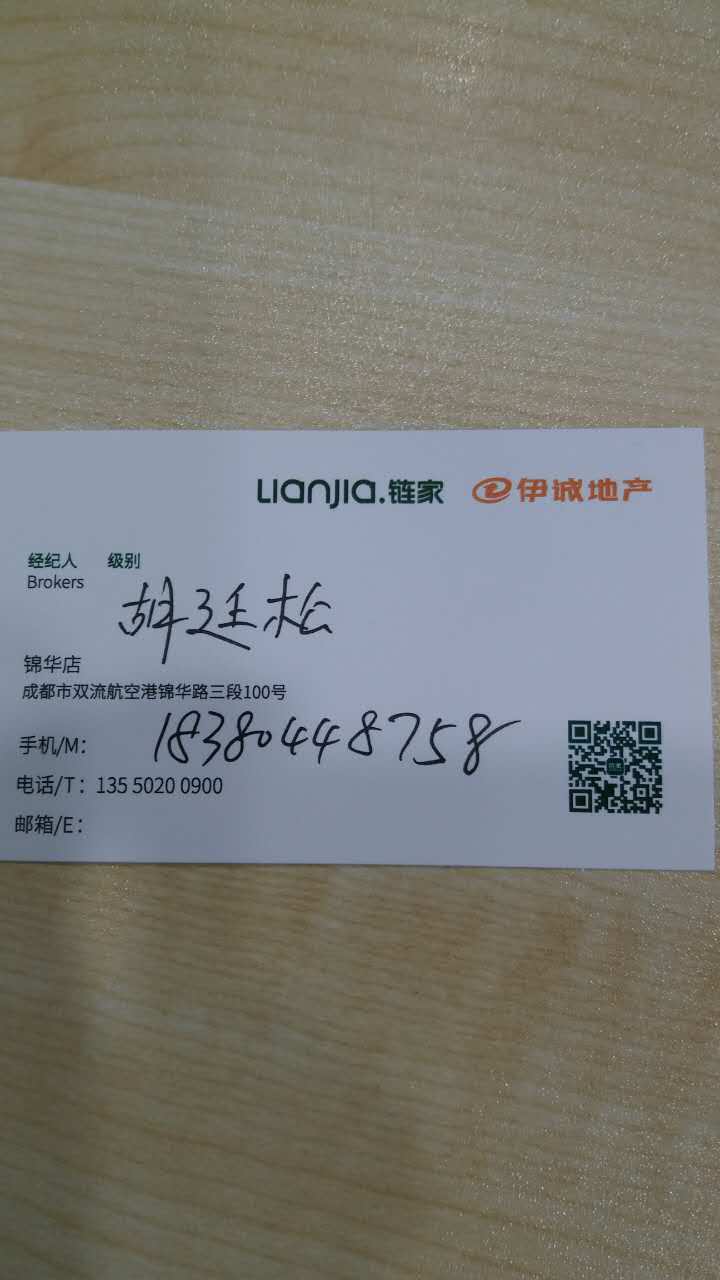 LIANJIA.链家 伊诚地产
经纪人 级别
Brokers
胡廷松
锦华店
成都市双流航空港锦华路三段100号
手机/M： 18380448758
电话/T：135 5020 0900
邮箱/E：